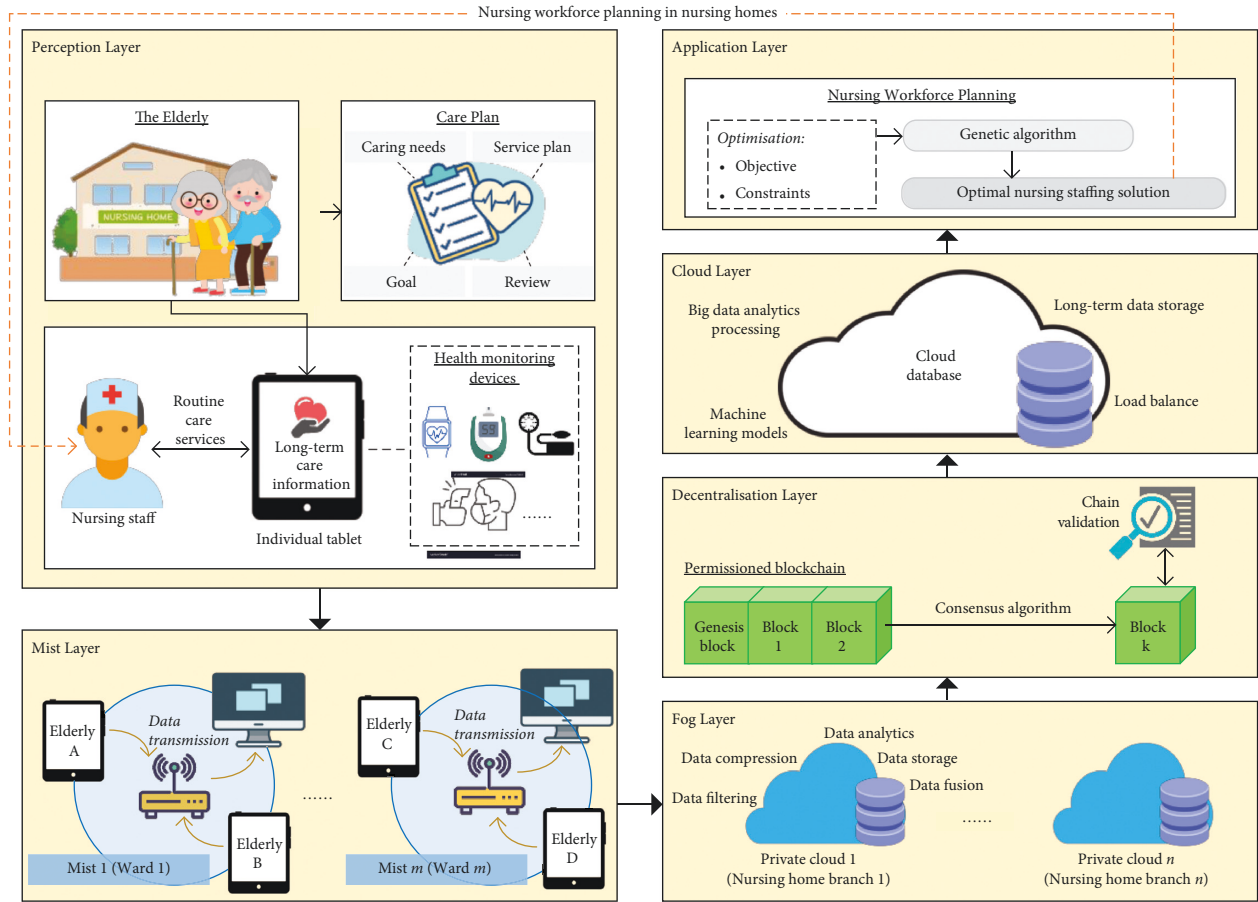 Nursing workforce planning in nursing homes
Perception Layer
The Elderly
NURSING HOME
Care Plan
Caring needs
Service plan
Goal
Review
Nursing staff
Routine
care
services
Long-term
care
information
Individual tablet
Health monitoring
devices
59
......
Mist Layer
Elderly
A
Data
transmission
Elderly
B
Mist 1 (Ward 1)
......
Elderly
C
Data
transmission
Elderly
D
Mist m (Ward m)
Application Layer
Nursing Workforce Planning
Optimisation:
• Objective
• Constraints
Genetic algorithm
Optimal nursing staffing solution
Cloud Layer
Big data analytics
processing
Long-term data storage
Cloud
database
Machine
learning models
Load balance
Decentralisation Layer
Chain
validation
Permissioned blockchain
Genesis
block
Block
1
Block
2
Consensus algorithm
Block
k
Fog Layer
Data analytics
Data compression
Data storage
Data filtering
Data fusion
......
Private cloud 1
(Nursing home branch 1)
Private cloud n
(Nursing home branch n)